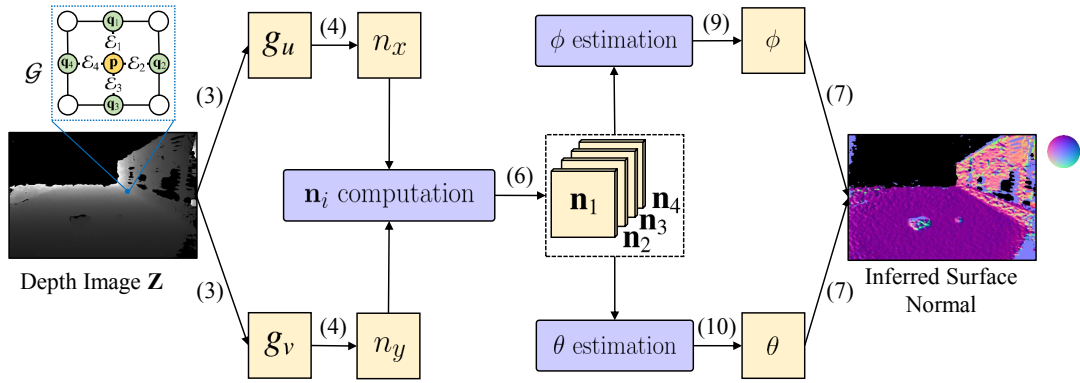 𝒢
q₁
ℰ₁
q₄ ℰ₄ p ℰ₂ q₂
ℰ₃
q₃
Depth Image Z
(3)
(3)
g_u
(4)
n_x
g_v
(4)
n_y
n_i computation
(6)
n₁
n₂
n₃
n₄
ϕ estimation
(9)
ϕ
θ estimation
(10)
θ
(7)
(7)
Inferred Surface
Normal